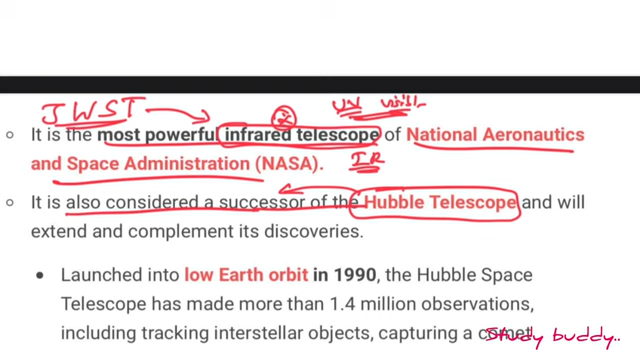 JWST
UV visibl
It is the most powerful infrared telescope of National Aeronautics
and Space Administration (NASA).
IR
It is also considered a successor of the Hubble Telescope and will
extend and complement its discoveries.
Launched into low Earth orbit in 1990, the Hubble Space
Telescope has made more than 1.4 million observations,
including tracking interstellar objects, capturing a comet
Study buddy..